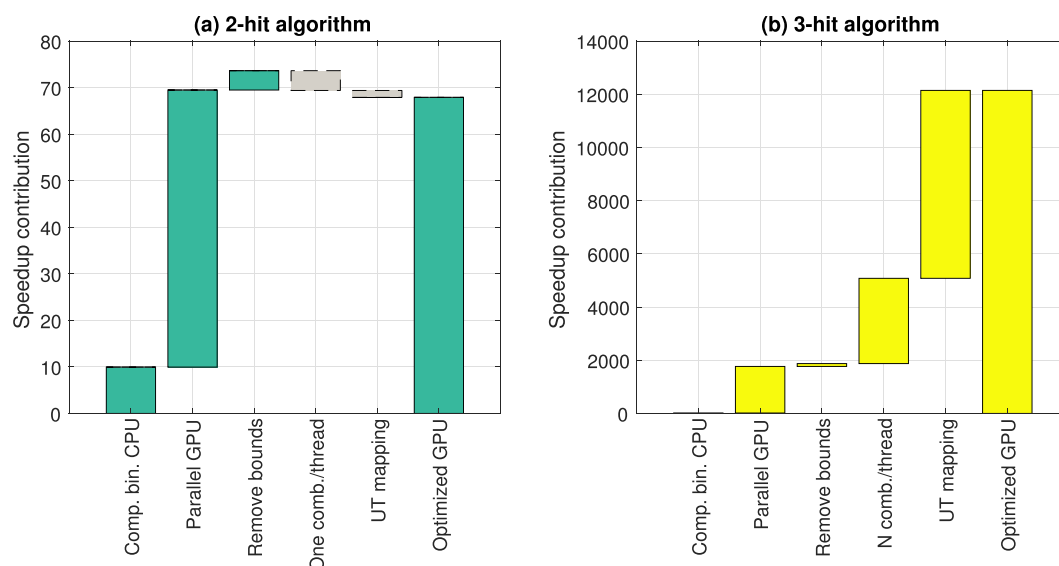 (a) 2-hit algorithm
80
70
60
50
40
30
20
10
0
Speedup contribution
Comp. bin. CPU
Parallel GPU
Remove bounds
One comb./thread
UT mapping
Optimized GPU
(b) 3-hit algorithm
14000
12000
10000
8000
6000
4000
2000
0
Speedup contribution
Comp. bin. CPU
Parallel GPU
Remove bounds
N comb./thread
UT mapping
Optimized GPU